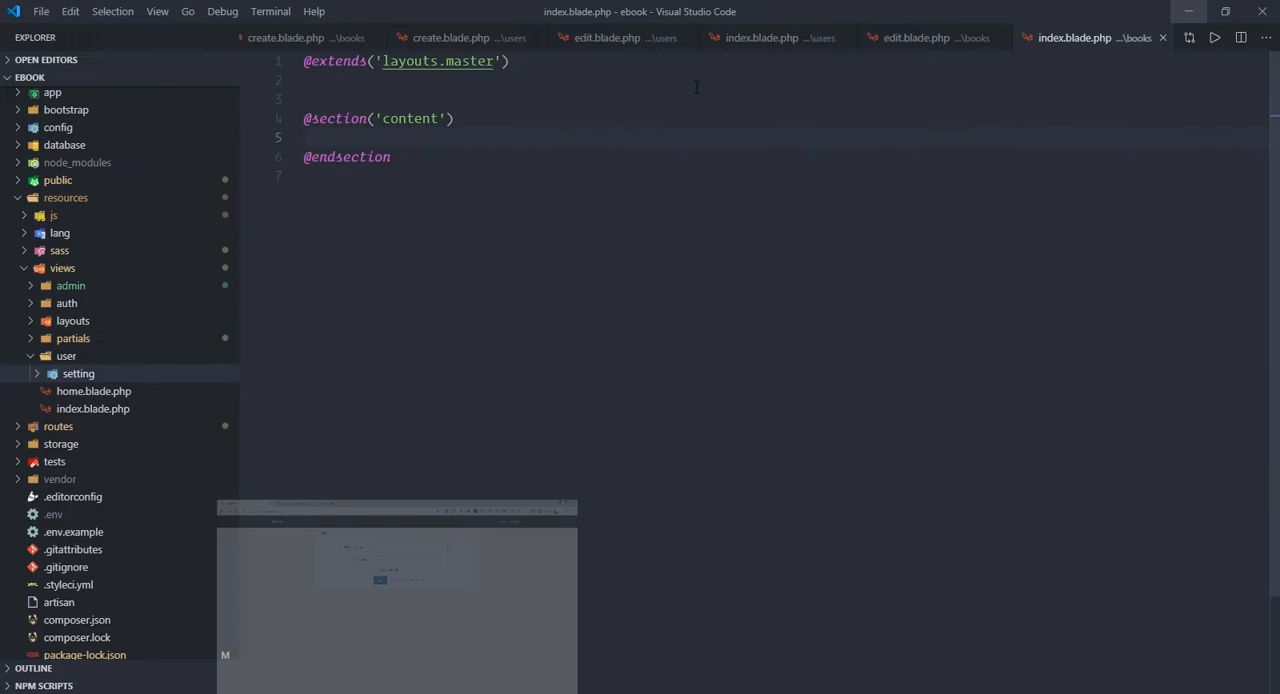 File Edit Selection View Go Debug Terminal Help
index.blade.php - ebook - Visual Studio Code
EXPLORER
create.blade.php ...\books
create.blade.php ...\users
edit.blade.php ...\users
index.blade.php ...\users
edit.blade.php ...\books
index.blade.php ...\books
OPEN EDITORS
EBOOK
app
bootstrap
config
database
node_modules
public
resources
js
lang
sass
views
admin
auth
layouts
partials
user
setting
home.blade.php
index.blade.php
routes
storage
tests
vendor
.editorconfig
.env
.env.example
.gitattributes
.gitignore
.styleci.yml
artisan
composer.json
composer.lock
package-lock.json M
OUTLINE
NPM SCRIPTS
1 @extends('layouts.master')
2
3
4 @section('content')
5
6 @endsection
7